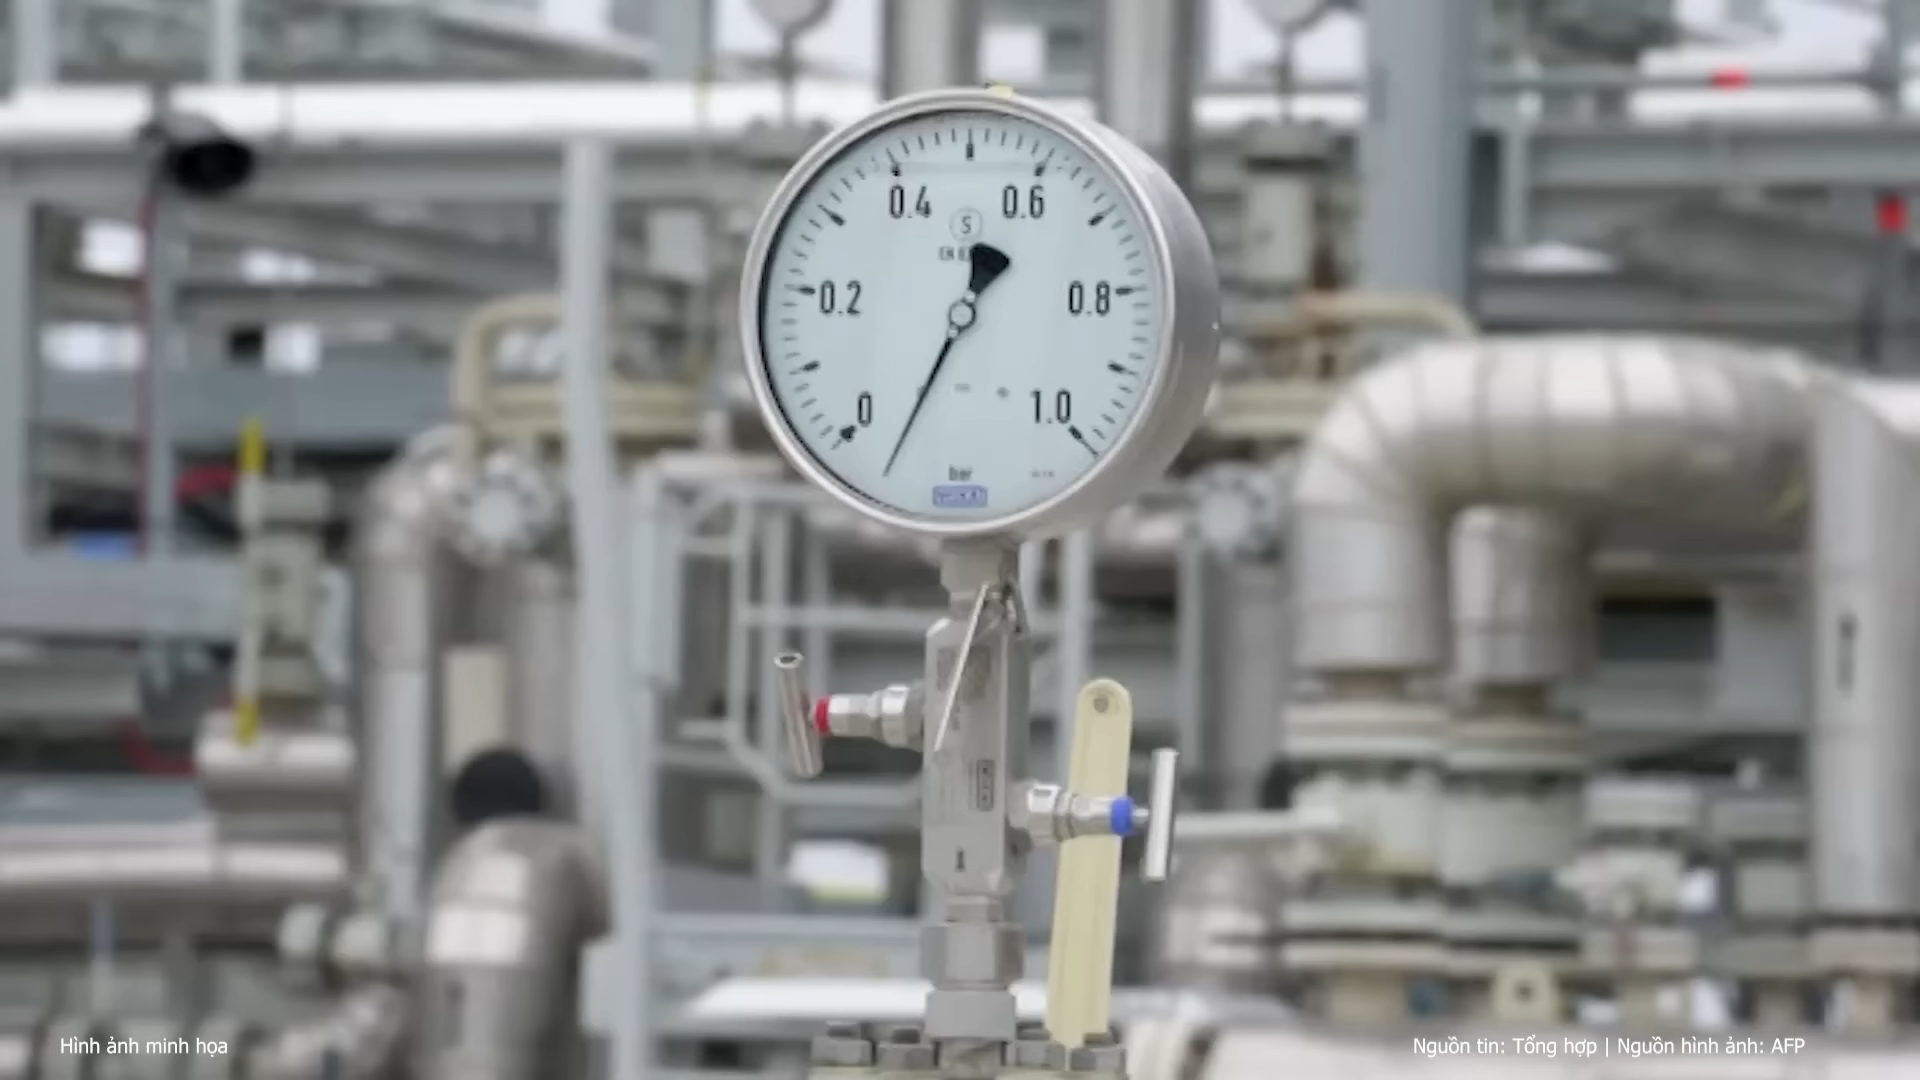 0.4 0.6
S
0.2 0.8
0 1.0
bar
Hình ảnh minh họa
Nguồn tin: Tổng hợp | Nguồn hình ảnh: AFP